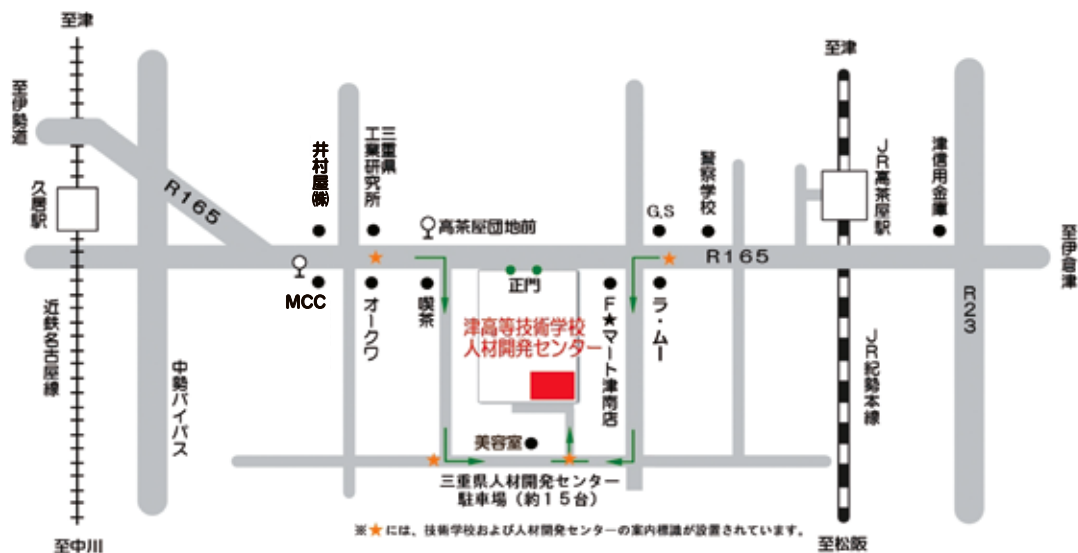 至津
至伊勢道
久居駅
R165
井村屋㈱
三重県
工業研究所
高茶屋団地前
G.S
警察学校
至津
JR高茶屋駅
津信用金庫
至伊倉津
R165
R23
MCC
オークワ
喫茶
正門
津高等技術学校
人材開発センター
F★マート津南店
ラ・ムー
近鉄名古屋線
中勢バイパス
JR紀勢本線
美容室
三重県人材開発センター
駐車場（約１５台）
※★には、技術学校および人材開発センターの案内標識が設置されています。
至中川
至松阪